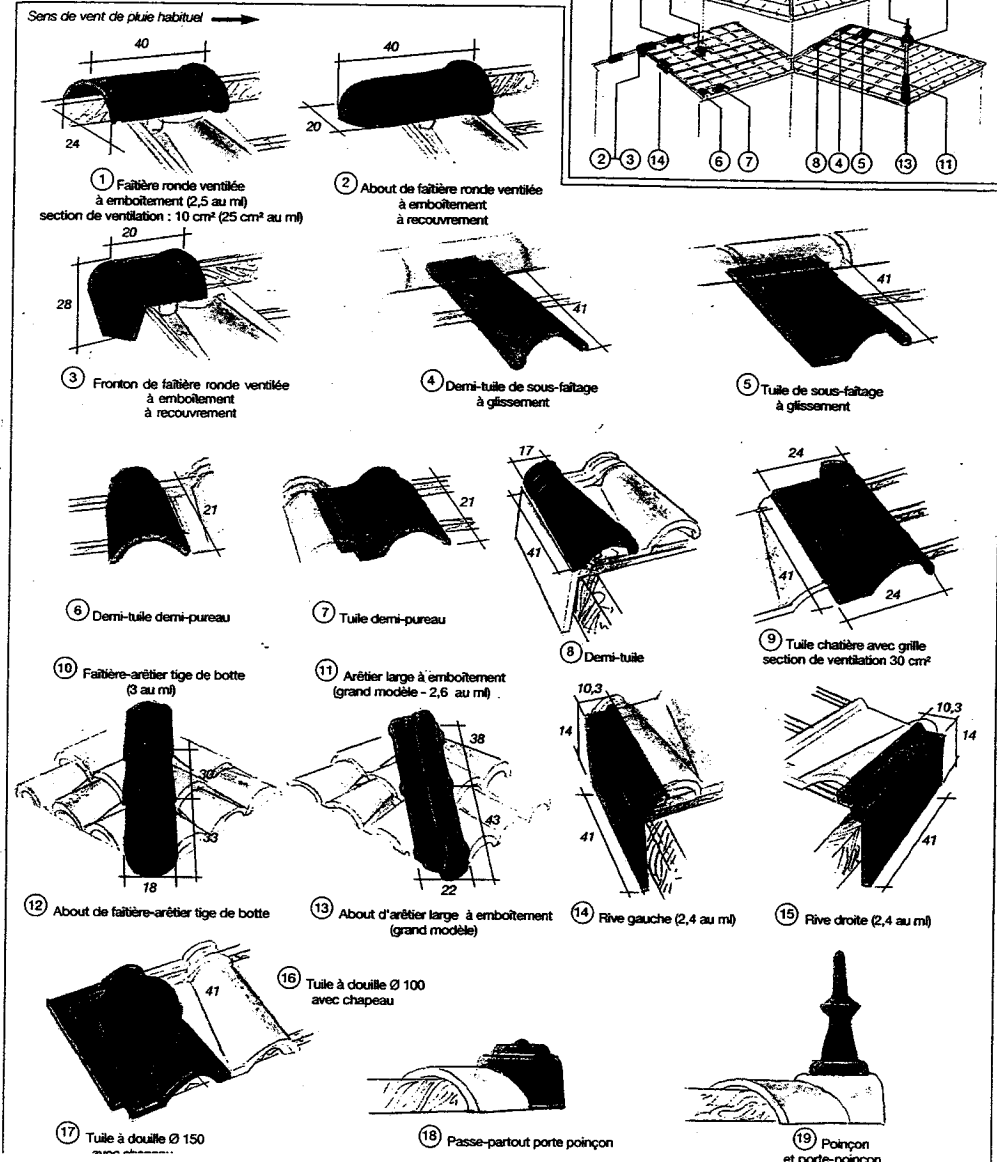 Sens de vent de pluie habituel
40
24
① Faîtière ronde ventilée
à emboîtement (2,5 au ml)
section de ventilation : 10 cm² (25 cm² au ml)
40
20
② About de faîtière ronde ventilée
à emboîtement
à recouvrement
② ③ ⑭ ⑥ ⑦ ⑧ ④ ⑤ ⑬ ⑪
20
28
③ Fronton de faîtière ronde ventilée
à emboîtement
à recouvrement
41
④ Demi-tuile de sous-faîtage
à glissement
41
⑤ Tuile de sous-faîtage
à glissement
21
⑥ Demi-tuile demi-pureau
21
⑦ Tuile demi-pureau
17
41
⑧ Demi-tuile
24
41
24
⑨ Tuile chatière avec grille
section de ventilation 30 cm²
⑩ Faîtière-arêtier tige de botte
(3 au ml)
⑪ Arêtier large à emboîtement
(grand modèle - 2,6 au ml)
30
33
18
⑫ About de faîtière-arêtier tige de botte
38
43
22
⑬ About d'arêtier large à emboîtement
(grand modèle)
10,3
14
41
⑭ Rive gauche (2,4 au ml)
10,3
14
41
⑮ Rive droite (2,4 au ml)
41
⑯ Tuile à douille Ø 100
avec chapeau
⑰ Tuile à douille Ø 150
avec chapeau
⑱ Passe-partout porte poinçon
⑲ Poinçon
et porte-poinçon